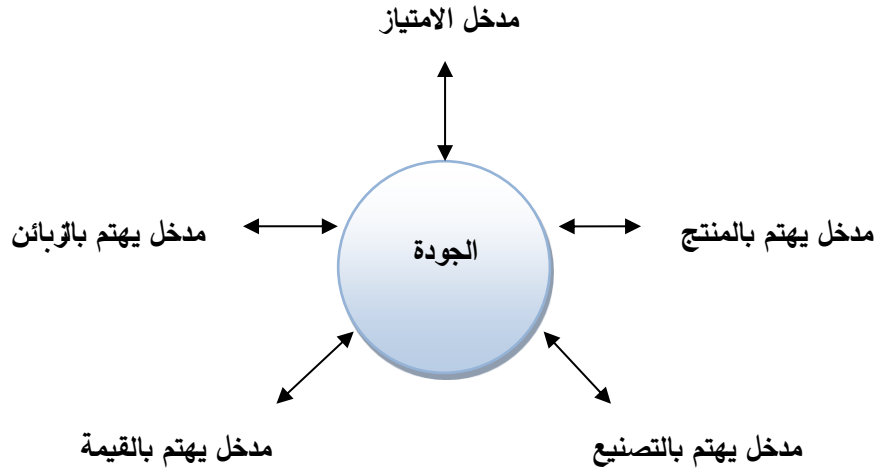 مدخل الامتياز
مدخل يهتم بالمنتج
الجودة
مدخل يهتم بالزبائن
مدخل يهتم بالتصنيع
مدخل يهتم بالقيمة